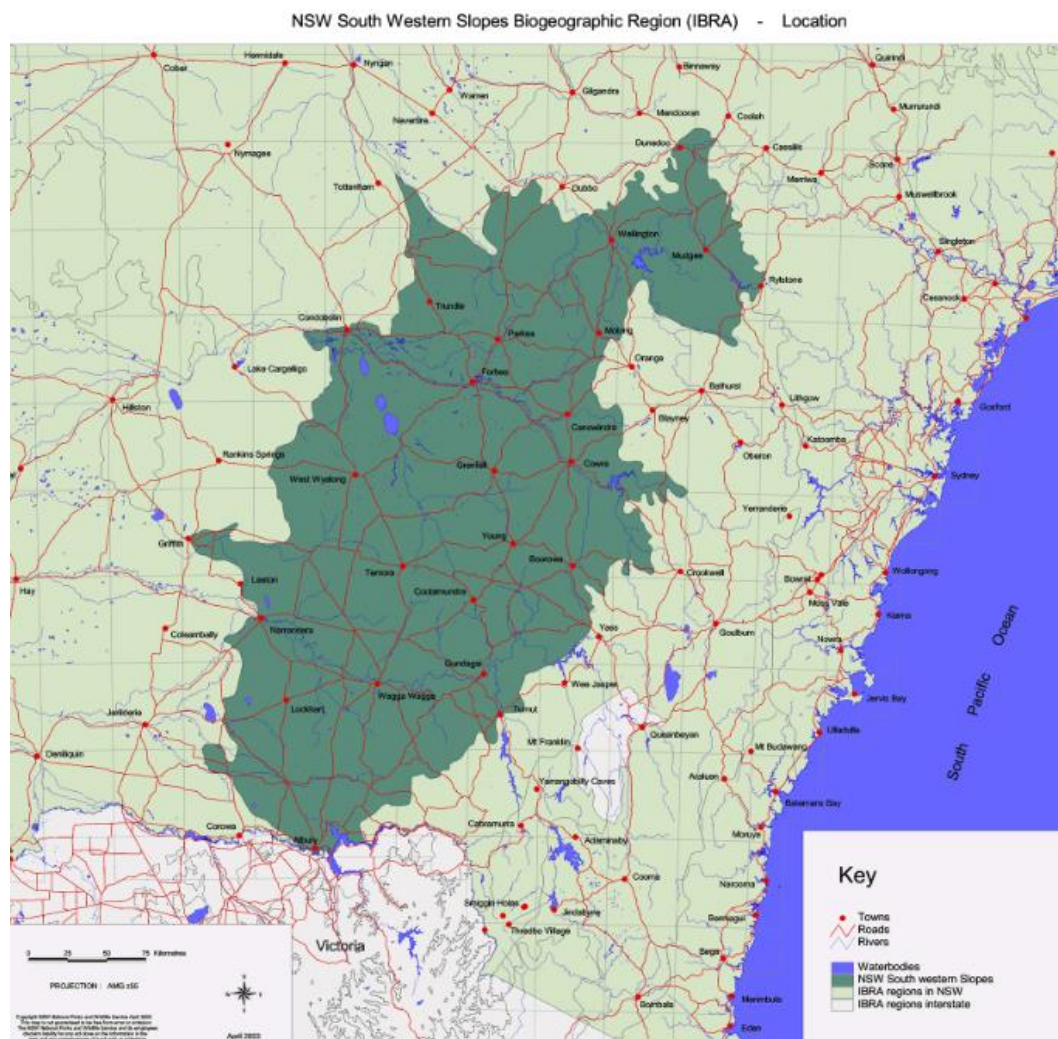 NSW South Western Slopes Biogeographic Region (IBRA) - Location
Cobar
Hermidale
Nyngan
Warren
Nevertire
Gilgandra
Binnaway
Mendooran
Coolah
Quirindi
Murrurundi
Nymagee
Tottenham
Dubbo
Dunedoo
Cassilis
Merriwa
Scone
Muswellbrook
Wellington
Mudgee
Rylstone
Singleton
Cessnock
Trundle
Condobolin
Parkes
Molong
Orange
Lake Cargelligo
Forbes
Bathurst
Lithgow
Gosford
Hillston
Canowindra
Blayney
Katoomba
Oberon
Rankins Springs
West Wyalong
Grenfell
Cowra
Sydney
Yerranderie
Griffith
Young
Boorowa
Crookwell
Bowral
Wollongong
Hay
Leeton
Temora
Cootamundra
Moss Vale
Kiama
Coleambally
Narrandera
Yass
Goulburn
Nowra
Gundagai
Wee Jasper
Wagga Wagga
Lockhart
Jervis Bay
Jerilderie
Tumut
Queanbeyan
Ulladulla
Mt Franklin
Mt Budawang
Deniliquin
Yarrangobilly Caves
Araluen
Batemans Bay
Corowa
Albury
Cabramurra
Adaminaby
Moruya
Cooma
Narooma
Smiggin Holes
Jindabyne
Thredbo Village
Bermagui
Bega
Bombala
Merimbula
Eden
Victoria
South Pacific Ocean
Key
Towns
Roads
Rivers
Waterbodies
NSW South western Slopes
IBRA regions in NSW
IBRA regions interstate
0 25 50 75 Kilometres
PROJECTION : AMG z55
April 2003